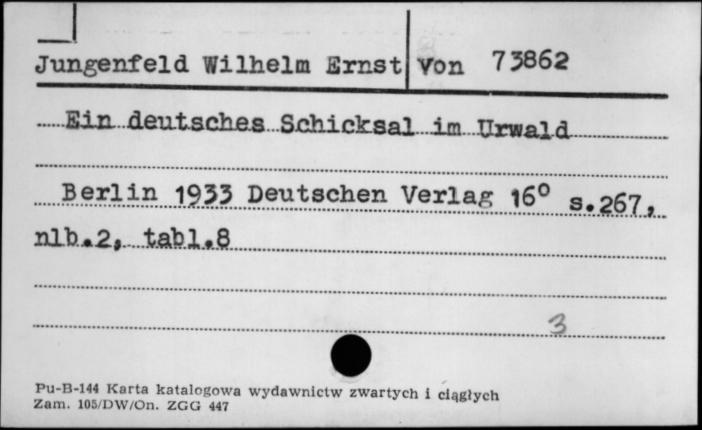 Jungenfeld Wilhelm Ernst von 73862
Ein deutsches Schicksal im Urwald
Berlin 1933 Deutschen Verlag 16° s.267,
nlb.2, tabl.8
3
Pu-B-144 Karta katalogowa wydawnictw zwartych i ciągłych
Zam. 105/DW/On. ZGG 447